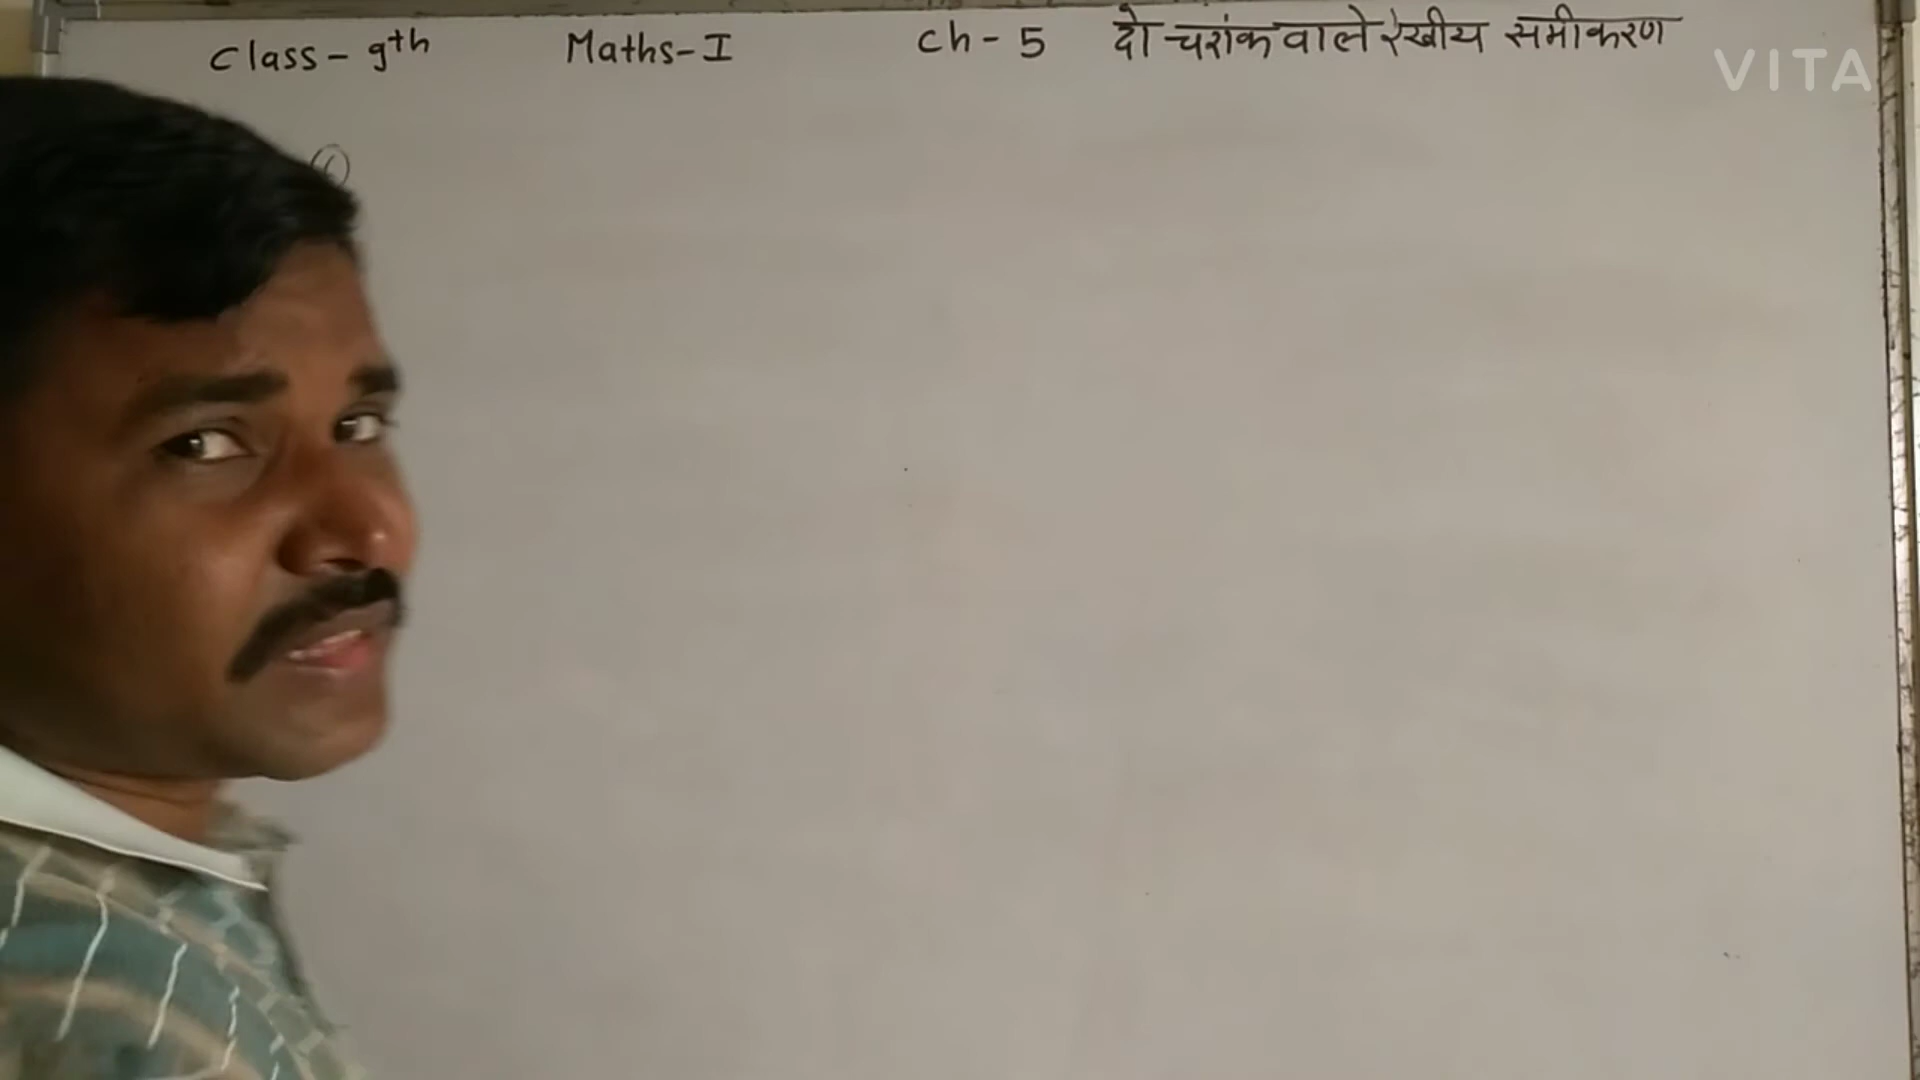 Class - 9th Maths-I Ch - 5 दो चरांक वाले रेखीय समीकरण
VITA